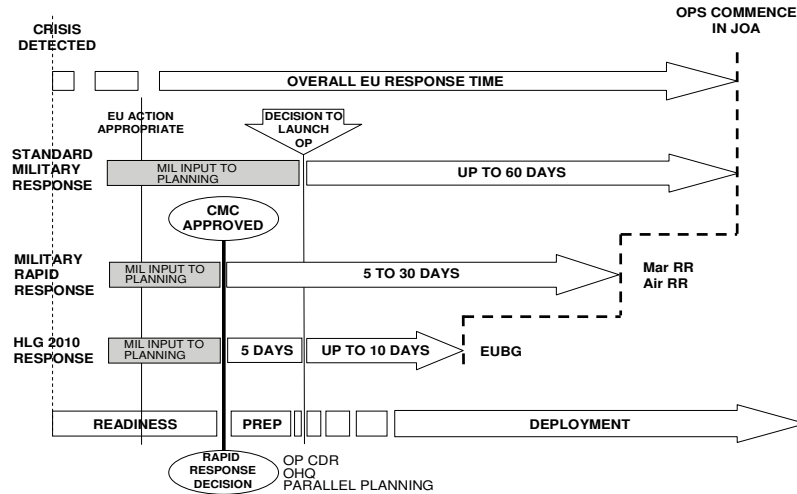 OPS COMMENCE
IN JOA
CRISIS
DETECTED
OVERALL EU RESPONSE TIME
EU ACTION
APPROPRIATE
DECISION TO
LAUNCH
OP
STANDARD
MILITARY
RESPONSE
MIL INPUT TO
PLANNING
UP TO 60 DAYS
CMC
APPROVED
MILITARY
RAPID
RESPONSE
MIL INPUT TO
PLANNING
5 TO 30 DAYS
Mar RR
Air RR
HLG 2010
RESPONSE
MIL INPUT TO
PLANNING
5 DAYS
UP TO 10 DAYS
EUBG
READINESS
PREP
DEPLOYMENT
RAPID
RESPONSE
DECISION
OP CDR
OHQ
PARALLEL PLANNING